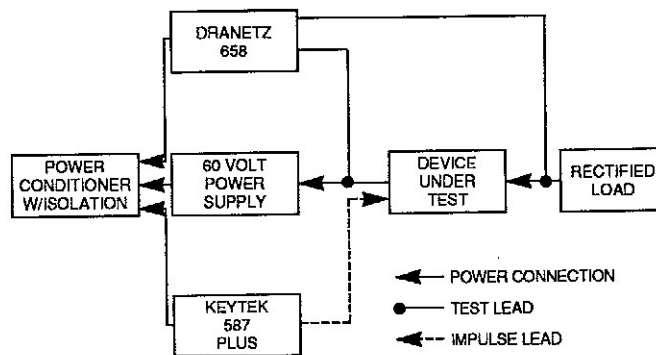 DRANETZ
658
POWER
CONDITIONER
W/ISOLATION
60 VOLT
POWER
SUPPLY
DEVICE
UNDER
TEST
RECTIFIED
LOAD
KEYTEK
587
PLUS
POWER CONNECTION
TEST LEAD
IMPULSE LEAD